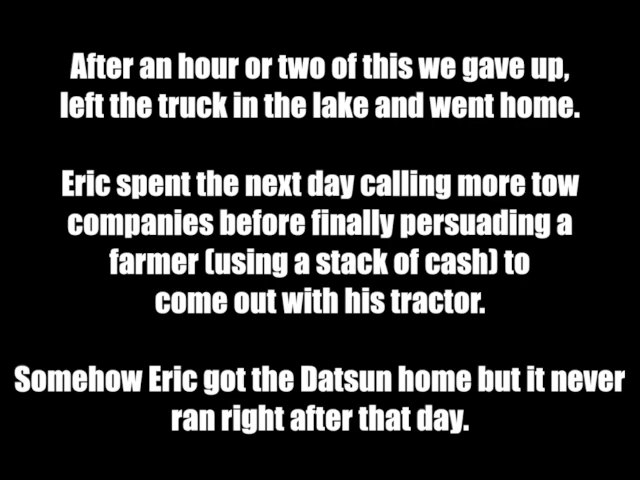 After an hour or two of this we gave up,
left the truck in the lake and went home.
Eric spent the next day calling more tow
companies before finally persuading a
farmer (using a stack of cash) to
come out with his tractor.
Somehow Eric got the Datsun home but it never
ran right after that day.